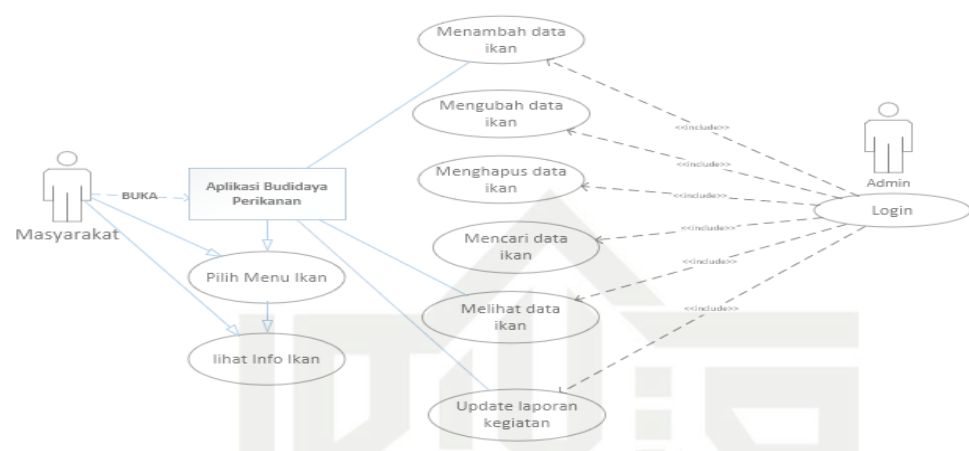 Menambah data
ikan
Mengubah data
ikan
<<include>>
Admin
Menghapus data
ikan
<<include>>
BUKA
Aplikasi Budidaya
Perikanan
<<include>>
Login
Masyarakat
Mencari data
ikan
<<include>>
Pilih Menu Ikan
<<include>>
Melihat data
ikan
<<include>>
lihat Info Ikan
Update laporan
kegiatan